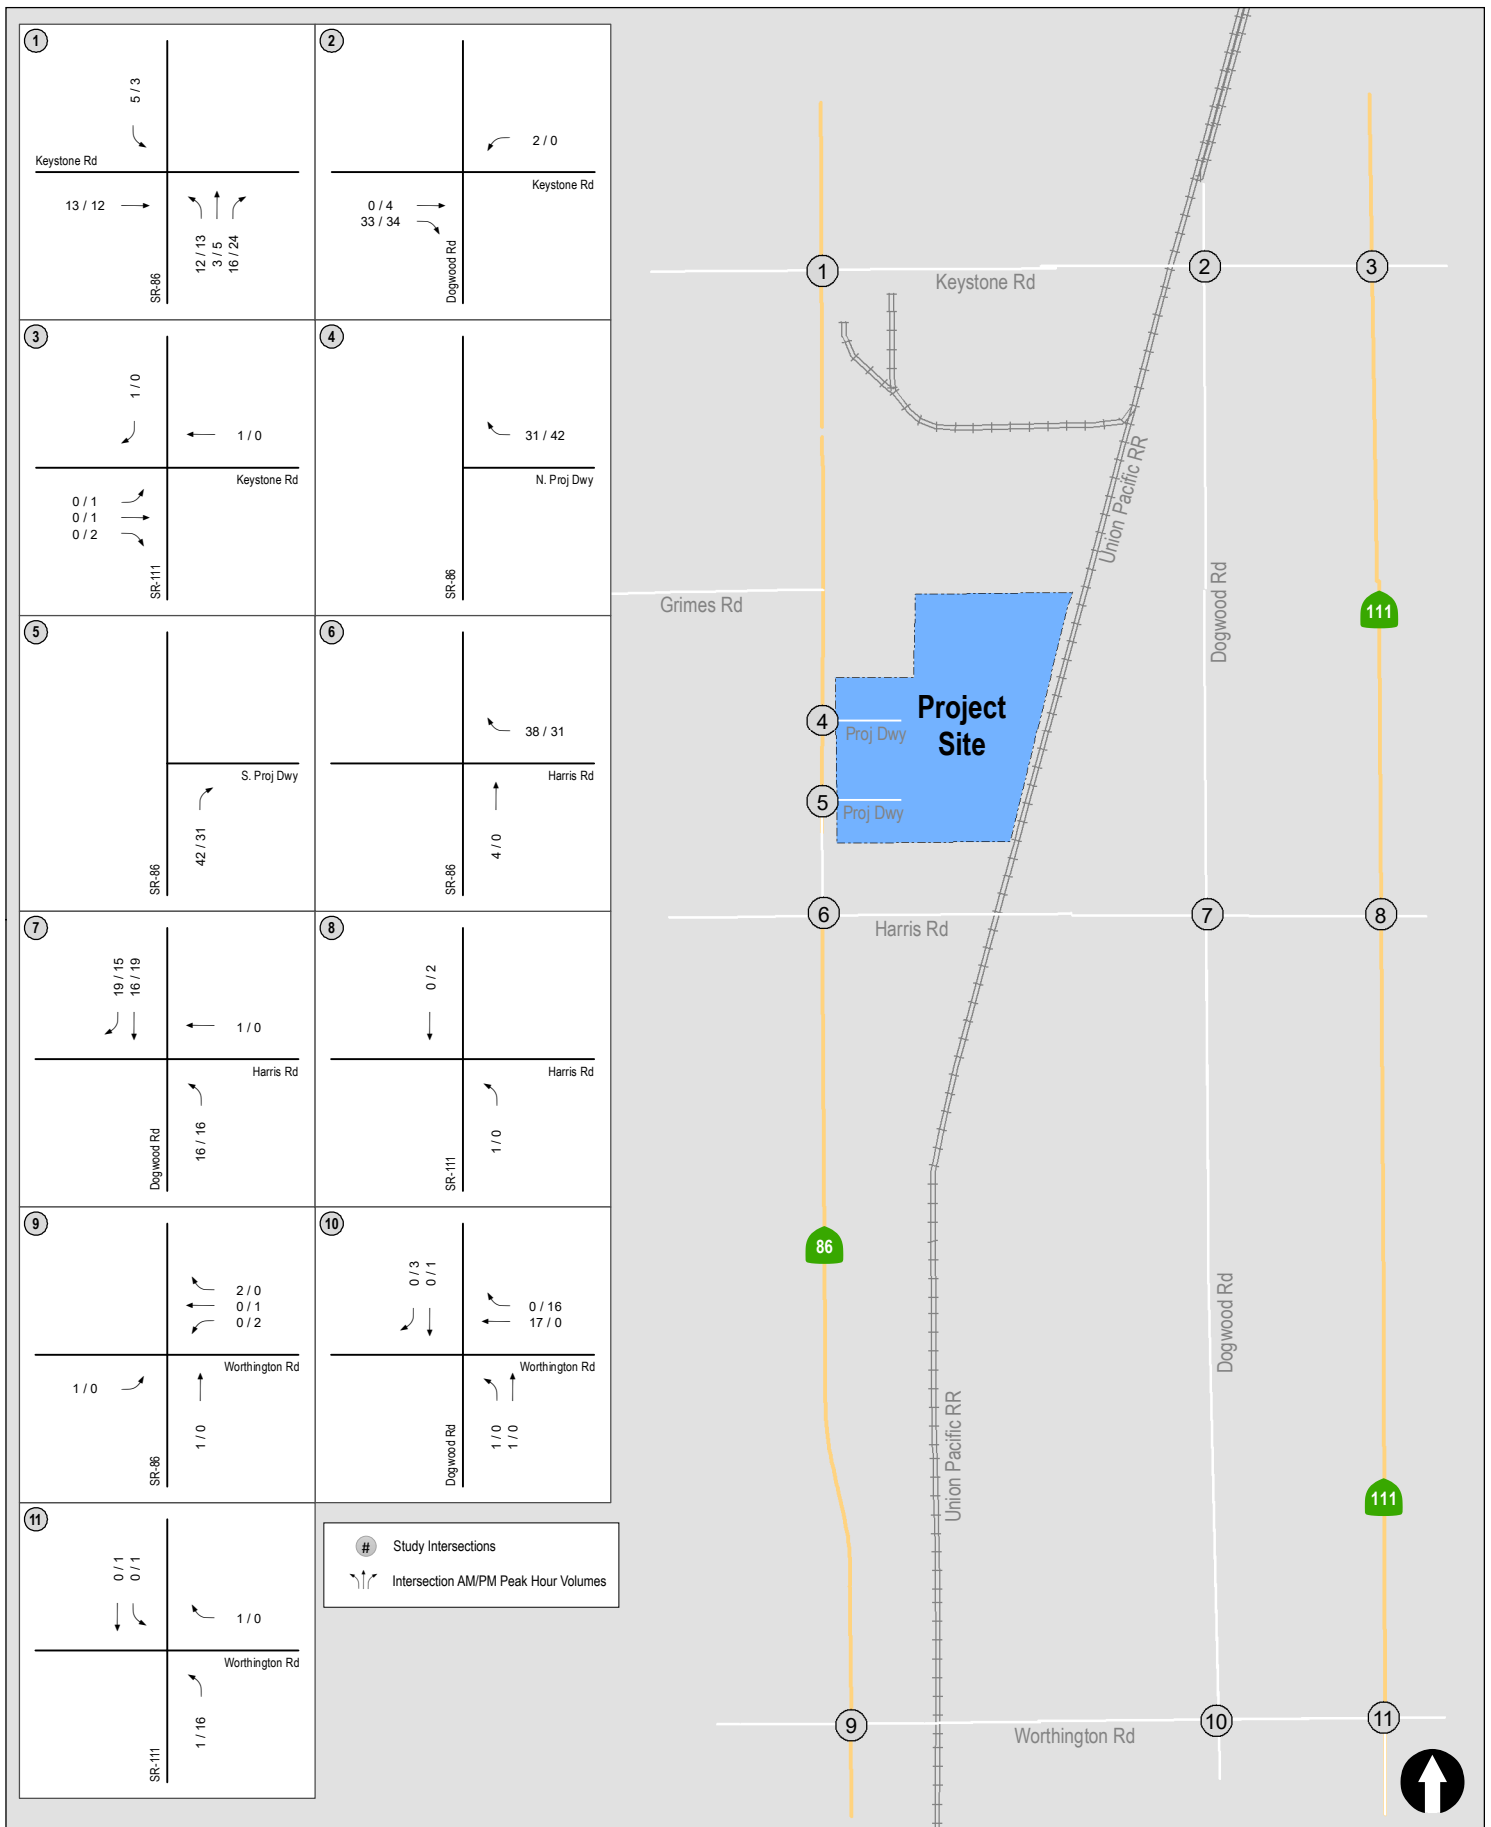 1
5 / 3
Keystone Rd
13 / 12
12 / 13
3 / 5
16 / 24
SR-86
2
2 / 0
Keystone Rd
0 / 4
33 / 34
Dogwood Rd
3
1 / 0
1 / 0
Keystone Rd
0 / 1
0 / 1
0 / 2
SR-111
4
31 / 42
N. Proj Dwy
SR-86
5
S. Proj Dwy
42 / 31
SR-86
6
38 / 31
Harris Rd
4 / 0
SR-86
7
19 / 15
16 / 19
1 / 0
Harris Rd
16 / 16
Dogwood Rd
8
0 / 2
Harris Rd
1 / 0
SR-111
9
2 / 0
0 / 1
0 / 2
Worthington Rd
1 / 0
1 / 0
SR-86
10
0 / 3
0 / 1
0 / 16
17 / 0
Worthington Rd
1 / 0
1 / 0
Dogwood Rd
11
0 / 1
0 / 1
1 / 0
Worthington Rd
1 / 16
SR-111
# Study Intersections
Intersection AM/PM Peak Hour Volumes
1
2
3
Keystone Rd
Union Pacific RR
Grimes Rd
Dogwood Rd
111
Project
Site
4
Proj Dwy
5
Proj Dwy
6
7
8
Harris Rd
86
Dogwood Rd
Union Pacific RR
111
9
10
11
Worthington Rd